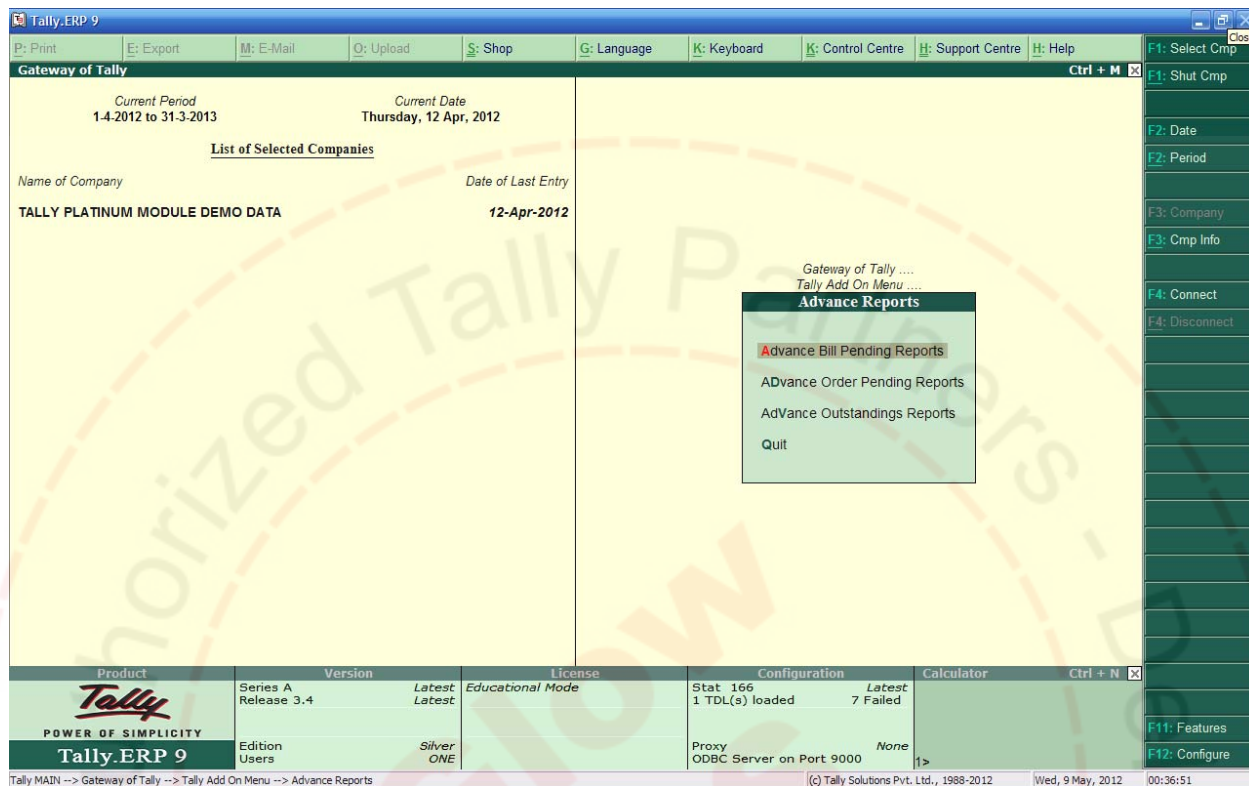 Tally.ERP 9
P: Print E: Export M: E-Mail O: Upload S: Shop G: Language K: Keyboard K: Control Centre H: Support Centre H: Help
Clos
Gateway of Tally Ctrl + M
Current Period Current Date
1-4-2012 to 31-3-2013 Thursday, 12 Apr, 2012
List of Selected Companies
Name of Company Date of Last Entry
TALLY PLATINUM MODULE DEMO DATA 12-Apr-2012
Gateway of Tally ....
Tally Add On Menu ....
Advance Reports
Advance Bill Pending Reports
ADvance Order Pending Reports
AdVance Outstandings Reports
Quit
F1: Select Cmp
F1: Shut Cmp
F2: Date
F2: Period
F3: Company
F3: Cmp Info
F4: Connect
F4: Disconnect
F11: Features
F12: Configure
Product Version License Configuration Calculator Ctrl + N
Tally
POWER OF SIMPLICITY
Tally.ERP 9
Series A Latest
Release 3.4 Latest
Edition Silver
Users ONE
Educational Mode
Stat 166 Latest
1 TDL(s) loaded 7 Failed
Proxy None
ODBC Server on Port 9000
1>
Tally MAIN --> Gateway of Tally --> Tally Add On Menu --> Advance Reports (c) Tally Solutions Pvt. Ltd., 1988-2012 Wed, 9 May, 2012 00:36:51
horized Tally Partners - De
Glow